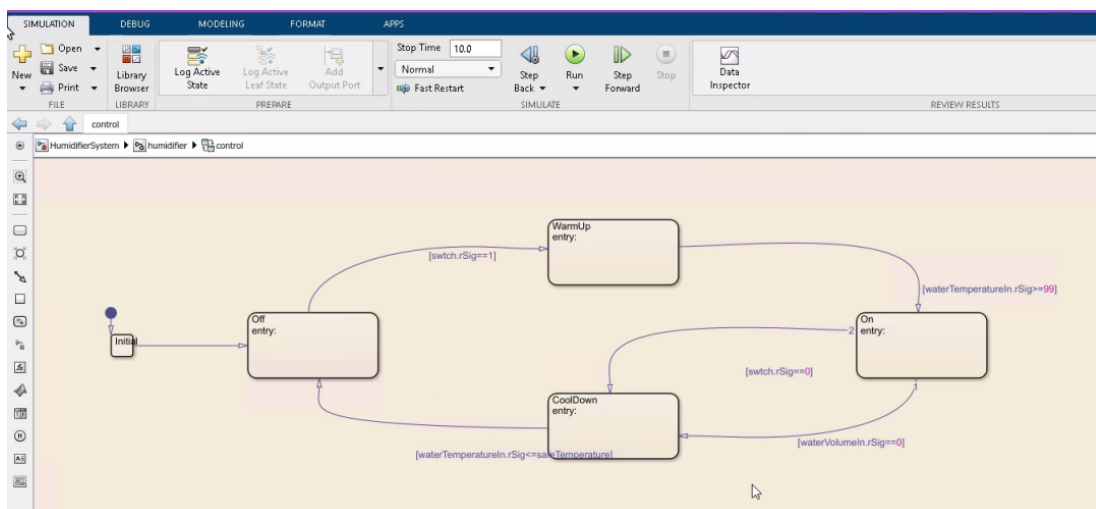 SIMULATION DEBUG MODELING FORMAT APPS
New
Open
Save
Print
FILE
Library
Browser
LIBRARY
Log Active
State
Log Active
Leaf State
Add
Output Port
PREPARE
Stop Time 10.0
Normal
Fast Restart
Step
Back
Run
Step
Forward
Stop
SIMULATE
Data
Inspector
REVIEW RESULTS
control
HumidifierSystem humidifier control
WarmUp
entry:
[swtch.rSig==1]
[waterTemperatureIn.rSig>=99]
Initial
Off
entry:
On
entry:
2
[swtch.rSig==0]
1
CoolDown
entry:
[waterVolumeIn.rSig==0]
[waterTemperatureIn.rSig<=safeTemperature]